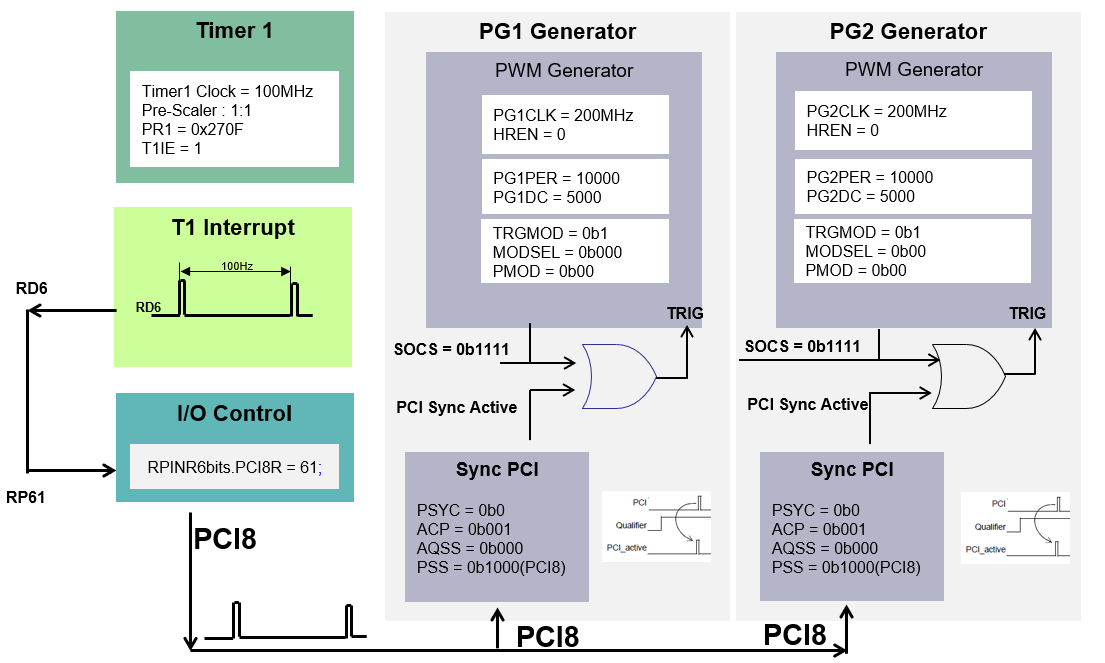 Timer 1
Timer1 Clock = 100MHz
Pre-Scaler : 1:1
PR1 = 0x270F
T1IE = 1
T1 Interrupt
100Hz
RD6
RD6
I/O Control
RPINR6bits.PCI8R = 61;
RP61
PCI8
PG1 Generator
PWM Generator
PG1CLK = 200MHz
HREN = 0
PG1PER = 10000
PG1DC = 5000
TRGMOD = 0b1
MODSEL = 0b000
PMOD = 0b00
TRIG
SOCS = 0b1111
PCI Sync Active
Sync PCI
PSYC = 0b0
ACP = 0b001
AQSS = 0b000
PSS = 0b1000(PCI8)
PCI
Qualifier
PCI_active
PCI8
PG2 Generator
PWM Generator
PG2CLK = 200MHz
HREN = 0
PG2PER = 10000
PG2DC = 5000
TRGMOD = 0b1
MODSEL = 0b00
PMOD = 0b00
TRIG
SOCS = 0b1111
PCI Sync Active
Sync PCI
PSYC = 0b0
ACP = 0b001
AQSS = 0b000
PSS = 0b1000(PCI8)
PCI
Qualifier
PCI_active
PCI8